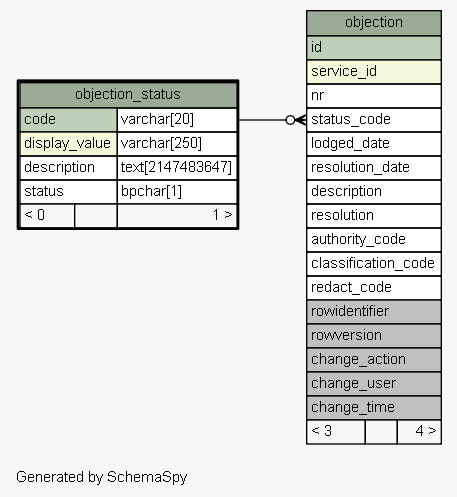 objection_status
code varchar[20]
display_value varchar[250]
description text[2147483647]
status bpchar[1]
< 0 1 >
objection
id
service_id
nr
status_code
lodged_date
resolution_date
description
resolution
authority_code
classification_code
redact_code
rowidentifier
rowversion
change_action
change_user
change_time
< 3 4 >
Generated by SchemaSpy